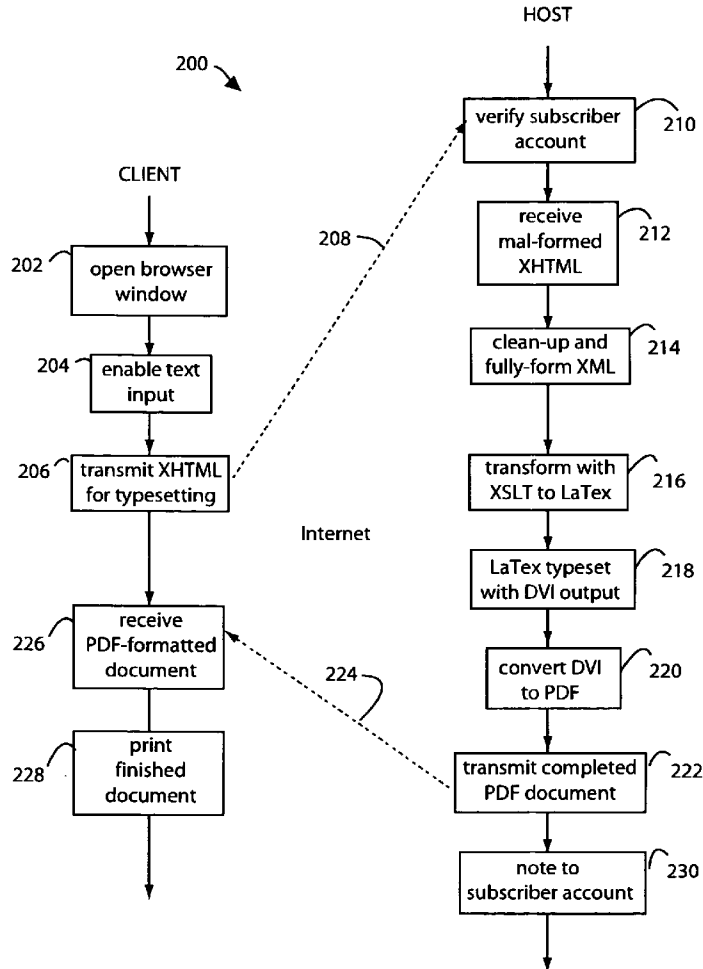 HOST
200
verify subscriber
account
210
CLIENT
receive
mal-formed
XHTML
212
208
202
open browser
window
clean-up and
fully-form XML
214
204
enable text
input
206
transmit XHTML
for typesetting
transform with
XSLT to LaTex
216
Internet
LaTex typeset
with DVI output
218
226
receive
PDF-formatted
document
224
convert DVI
to PDF
220
228
print
finished
document
transmit completed
PDF document
222
note to
subscriber account
230